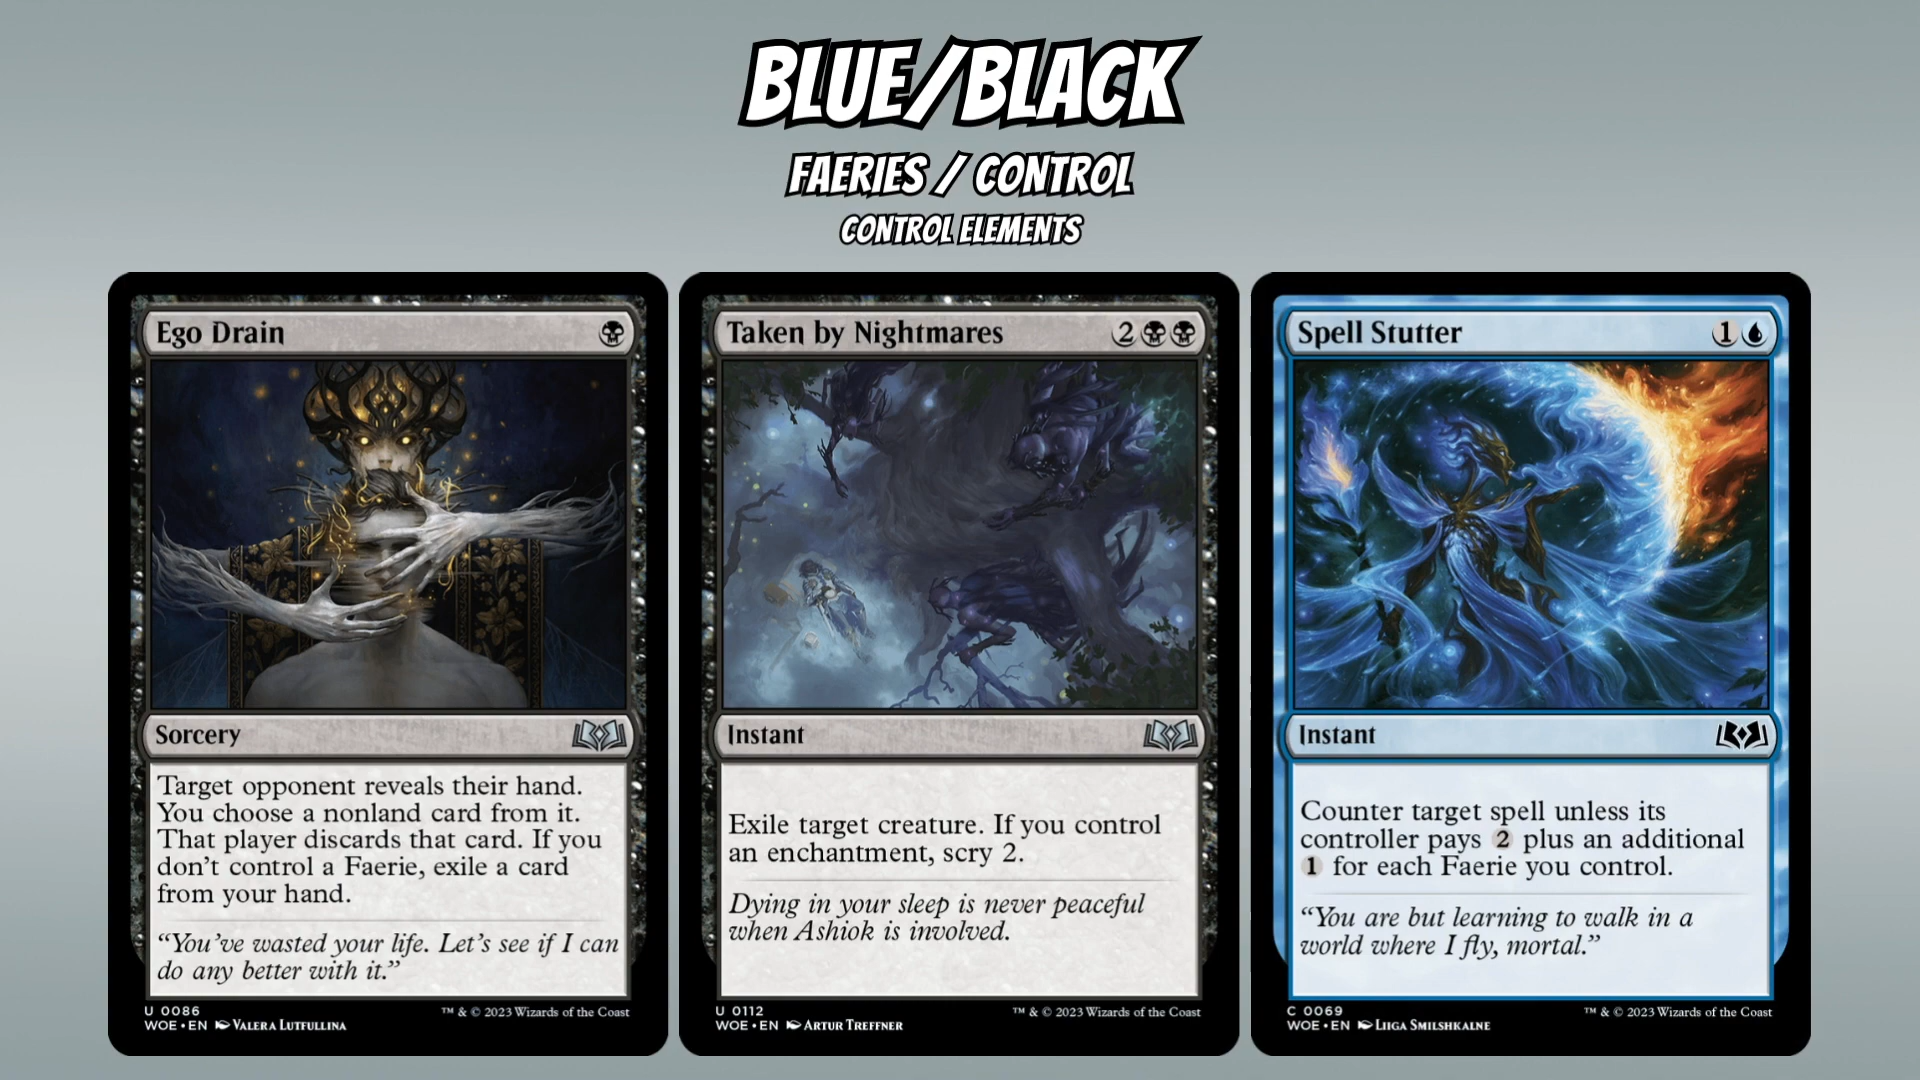 BLUE/BLACK
FAERIES / CONTROL
CONTROL ELEMENTS
Ego Drain
Sorcery
Target opponent reveals their hand.
You choose a nonland card from it.
That player discards that card. If you
don't control a Faerie, exile a card
from your hand.
“You've wasted your life. Let's see if I can
do any better with it.”
U 0086
WOE • EN VALERA LUTFULLINA
™ & © 2023 Wizards of the Coast
Taken by Nightmares 2
Instant
Exile target creature. If you control
an enchantment, scry 2.
Dying in your sleep is never peaceful
when Ashiok is involved.
U 0112
WOE • EN ARTUR TREFFNER
™ & © 2023 Wizards of the Coast
Spell Stutter 1
Instant
Counter target spell unless its
controller pays 2 plus an additional
1 for each Faerie you control.
“You are but learning to walk in a
world where I fly, mortal.”
C 0069
WOE • EN LIIGA SMILSHKALNE
™ & © 2023 Wizards of the Coast